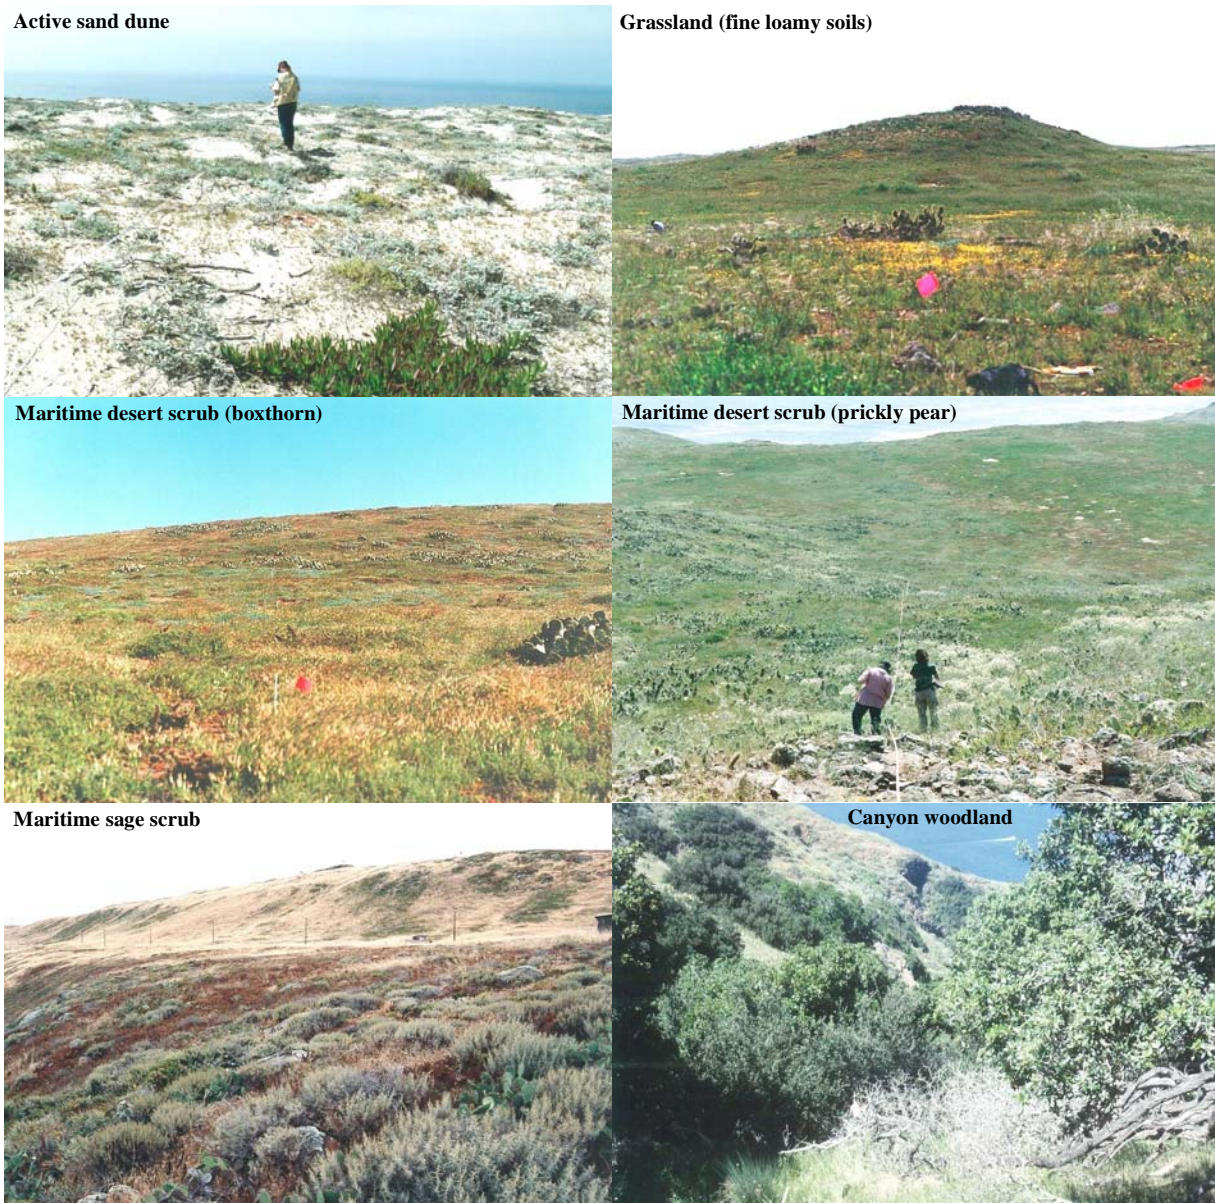 Active sand dune
Grassland (fine loamy soils)
Maritime desert scrub (boxthorn)
Maritime desert scrub (prickly pear)
Maritime sage scrub
Canyon woodland